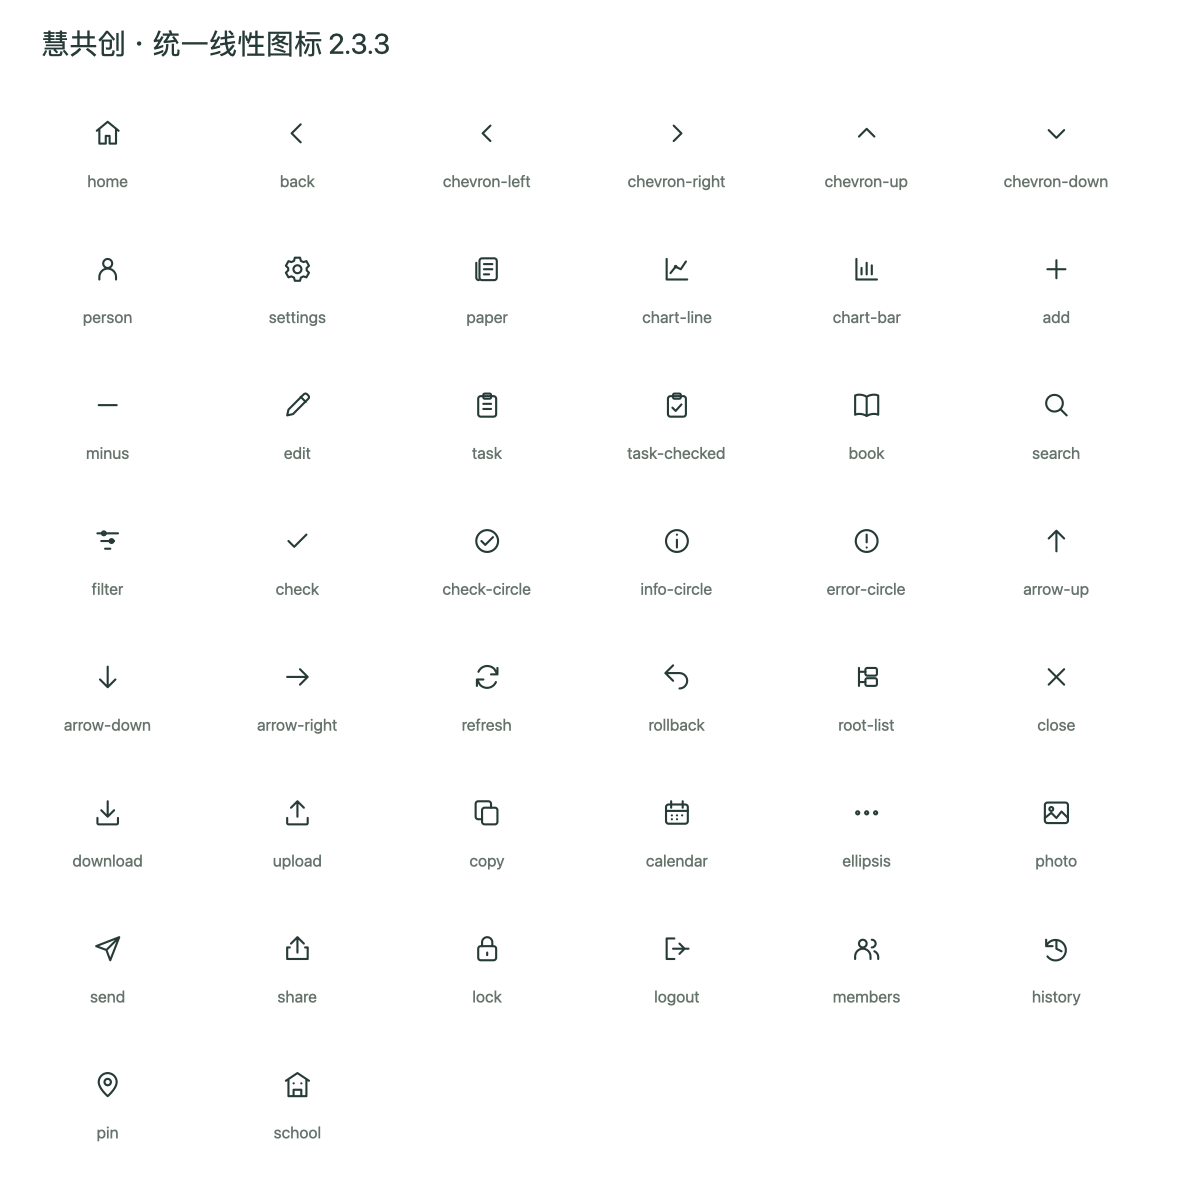 慧共创 · 统一线性图标 2.3.3
home back chevron-left chevron-right chevron-up chevron-down
person settings paper chart-line chart-bar add
minus edit task task-checked book search
filter check check-circle info-circle error-circle arrow-up
arrow-down arrow-right refresh rollback root-list close
download upload copy calendar ellipsis photo
send share lock logout members history
pin school